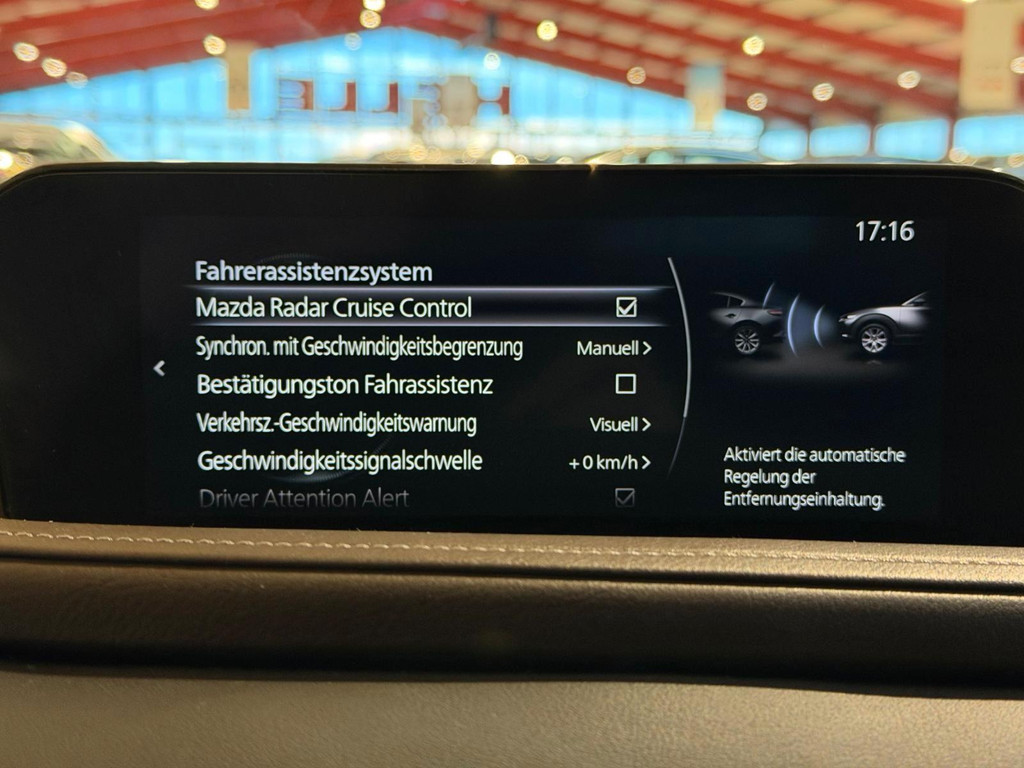 17:16
Fahrerassistenzsystem
Mazda Radar Cruise Control
Synchron. mit Geschwindigkeitsbegrenzung Manuell >
Bestätigungston Fahrassistenz
Verkehrsz.-Geschwindigkeitswarnung Visuell >
Geschwindigkeitssignalschwelle + 0 km/h >
Driver Attention Alert
Aktiviert die automatische
Regelung der
Entfernungseinhaltung.